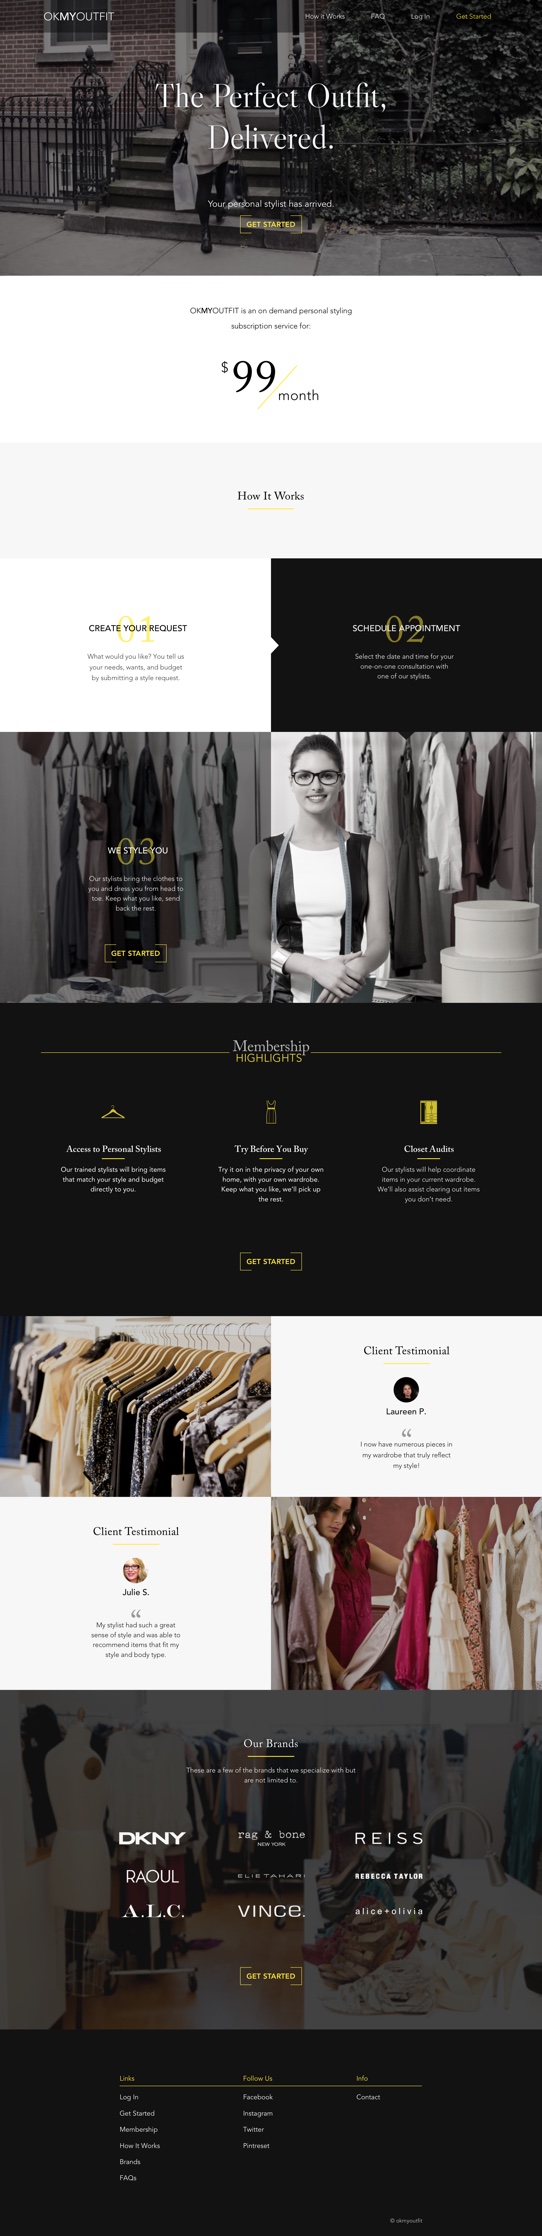 OKMYOUTFIT
How it Works FAQ Log In Get Started
The Perfect Outfit,
Delivered.
Your personal stylist has arrived.
GET STARTED
OKMYOUTFIT is an on demand personal styling
subscription service for:
$99/month
How It Works
01
CREATE YOUR REQUEST
What would you like? You tell us
your needs, wants, and budget
by submitting a style request.
02
SCHEDULE APPOINTMENT
Select the date and time for your
one-on-one consultation with
one of our stylists.
03
WE STYLE YOU
Our stylists bring the clothes to
you and dress you from head to
toe. Keep what you like, send
back the rest.
GET STARTED
Membership
HIGHLIGHTS
Access to Personal Stylists
Our trained stylists will bring items
that match your style and budget
directly to you.
Try Before You Buy
Try it on in the privacy of your own
home, with your own wardrobe.
Keep what you like, we'll pick up
the rest.
Closet Audits
Our stylists will help coordinate
items in your current wardrobe.
We'll also assist clearing out items
you don't need.
GET STARTED
Client Testimonial
Laureen P.
“
I now have numerous pieces in
my wardrobe that truly reflect
my style!
Client Testimonial
Julie S.
“
My stylist had such a great
sense of style and was able to
recommend items that fit my
style and body type.
Our Brands
These are a few of the brands that we specialize with but
are not limited to.
DKNY
rag & bone
NEW YORK
REISS
RAOUL
ELIE TAHARI
REBECCA TAYLOR
A.L.C.
VINCE.
alice+olivia
GET STARTED
Links
Log In
Get Started
Membership
How It Works
Brands
FAQs
Follow Us
Facebook
Instagram
Twitter
Pintreset
Info
Contact
© okmyoutfit